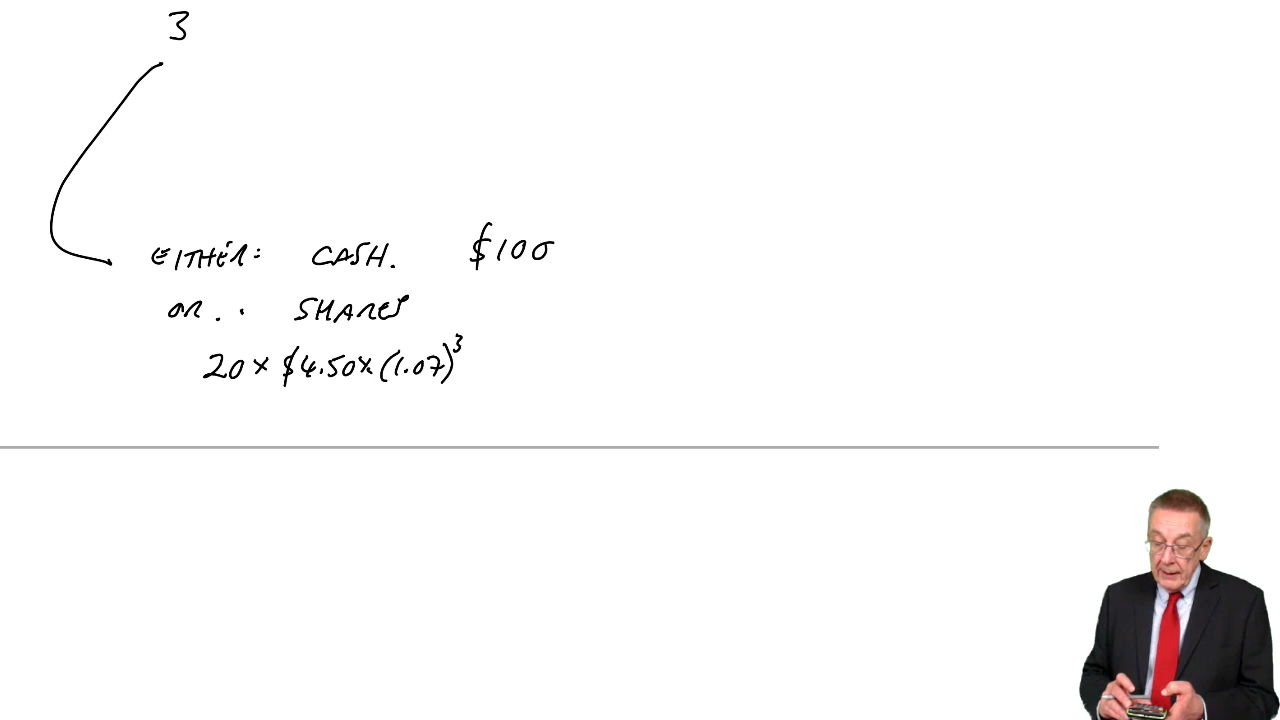 3
EITHER: CASH. $100
OR. . SHARES
20 × $4.50 × (1.07)³